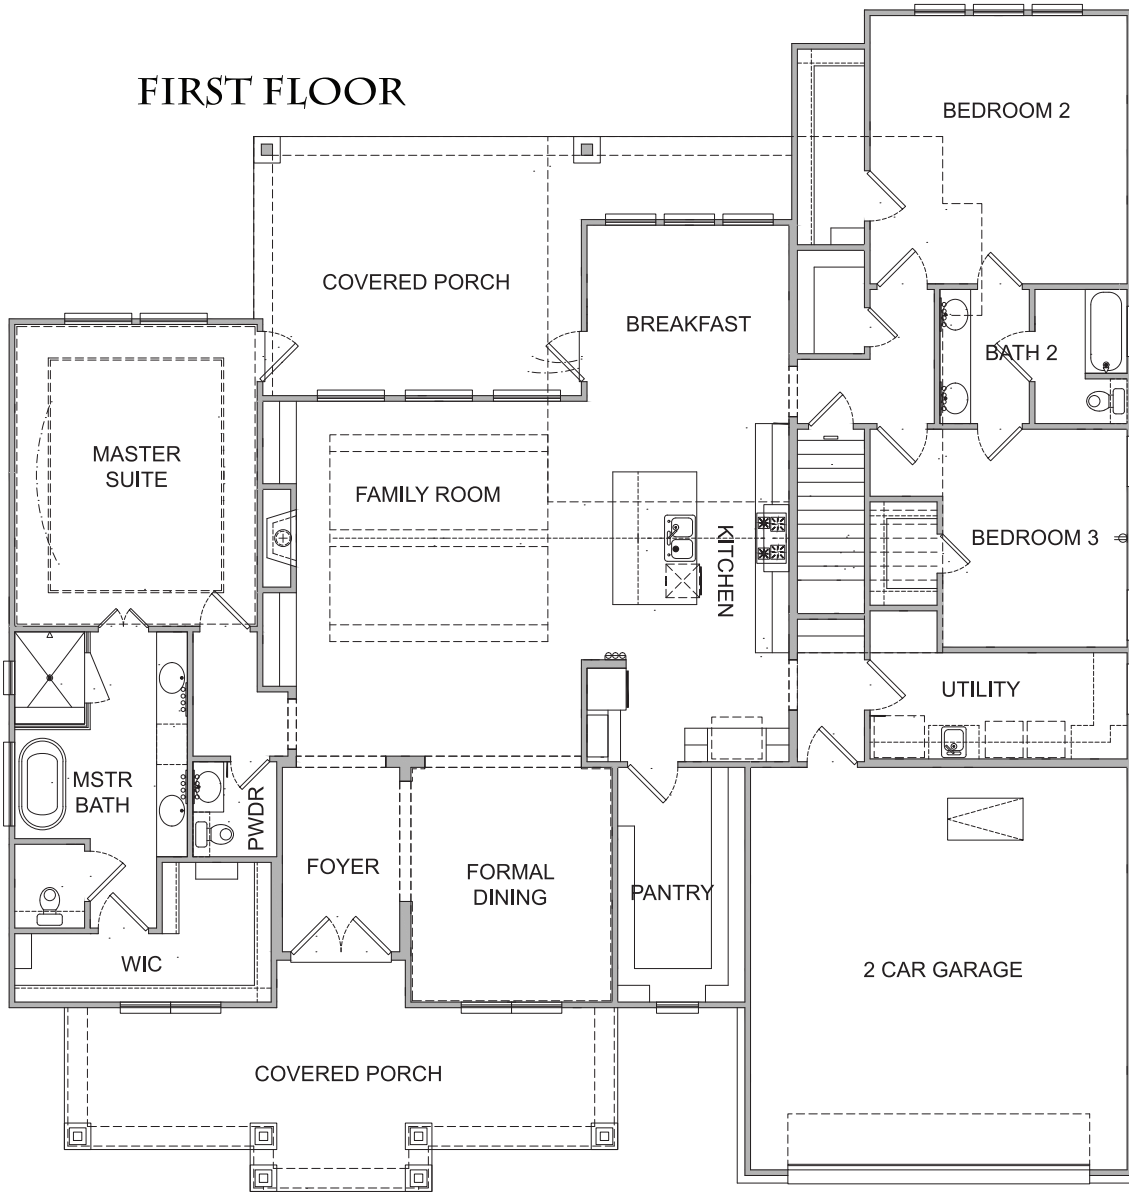 FIRST FLOOR
BEDROOM 2
COVERED PORCH
BREAKFAST
BATH 2
MASTER
SUITE
FAMILY ROOM
KITCHEN
BEDROOM 3
UTILITY
MSTR
BATH
PWDR
FOYER
FORMAL
DINING
PANTRY
WIC
2 CAR GARAGE
COVERED PORCH